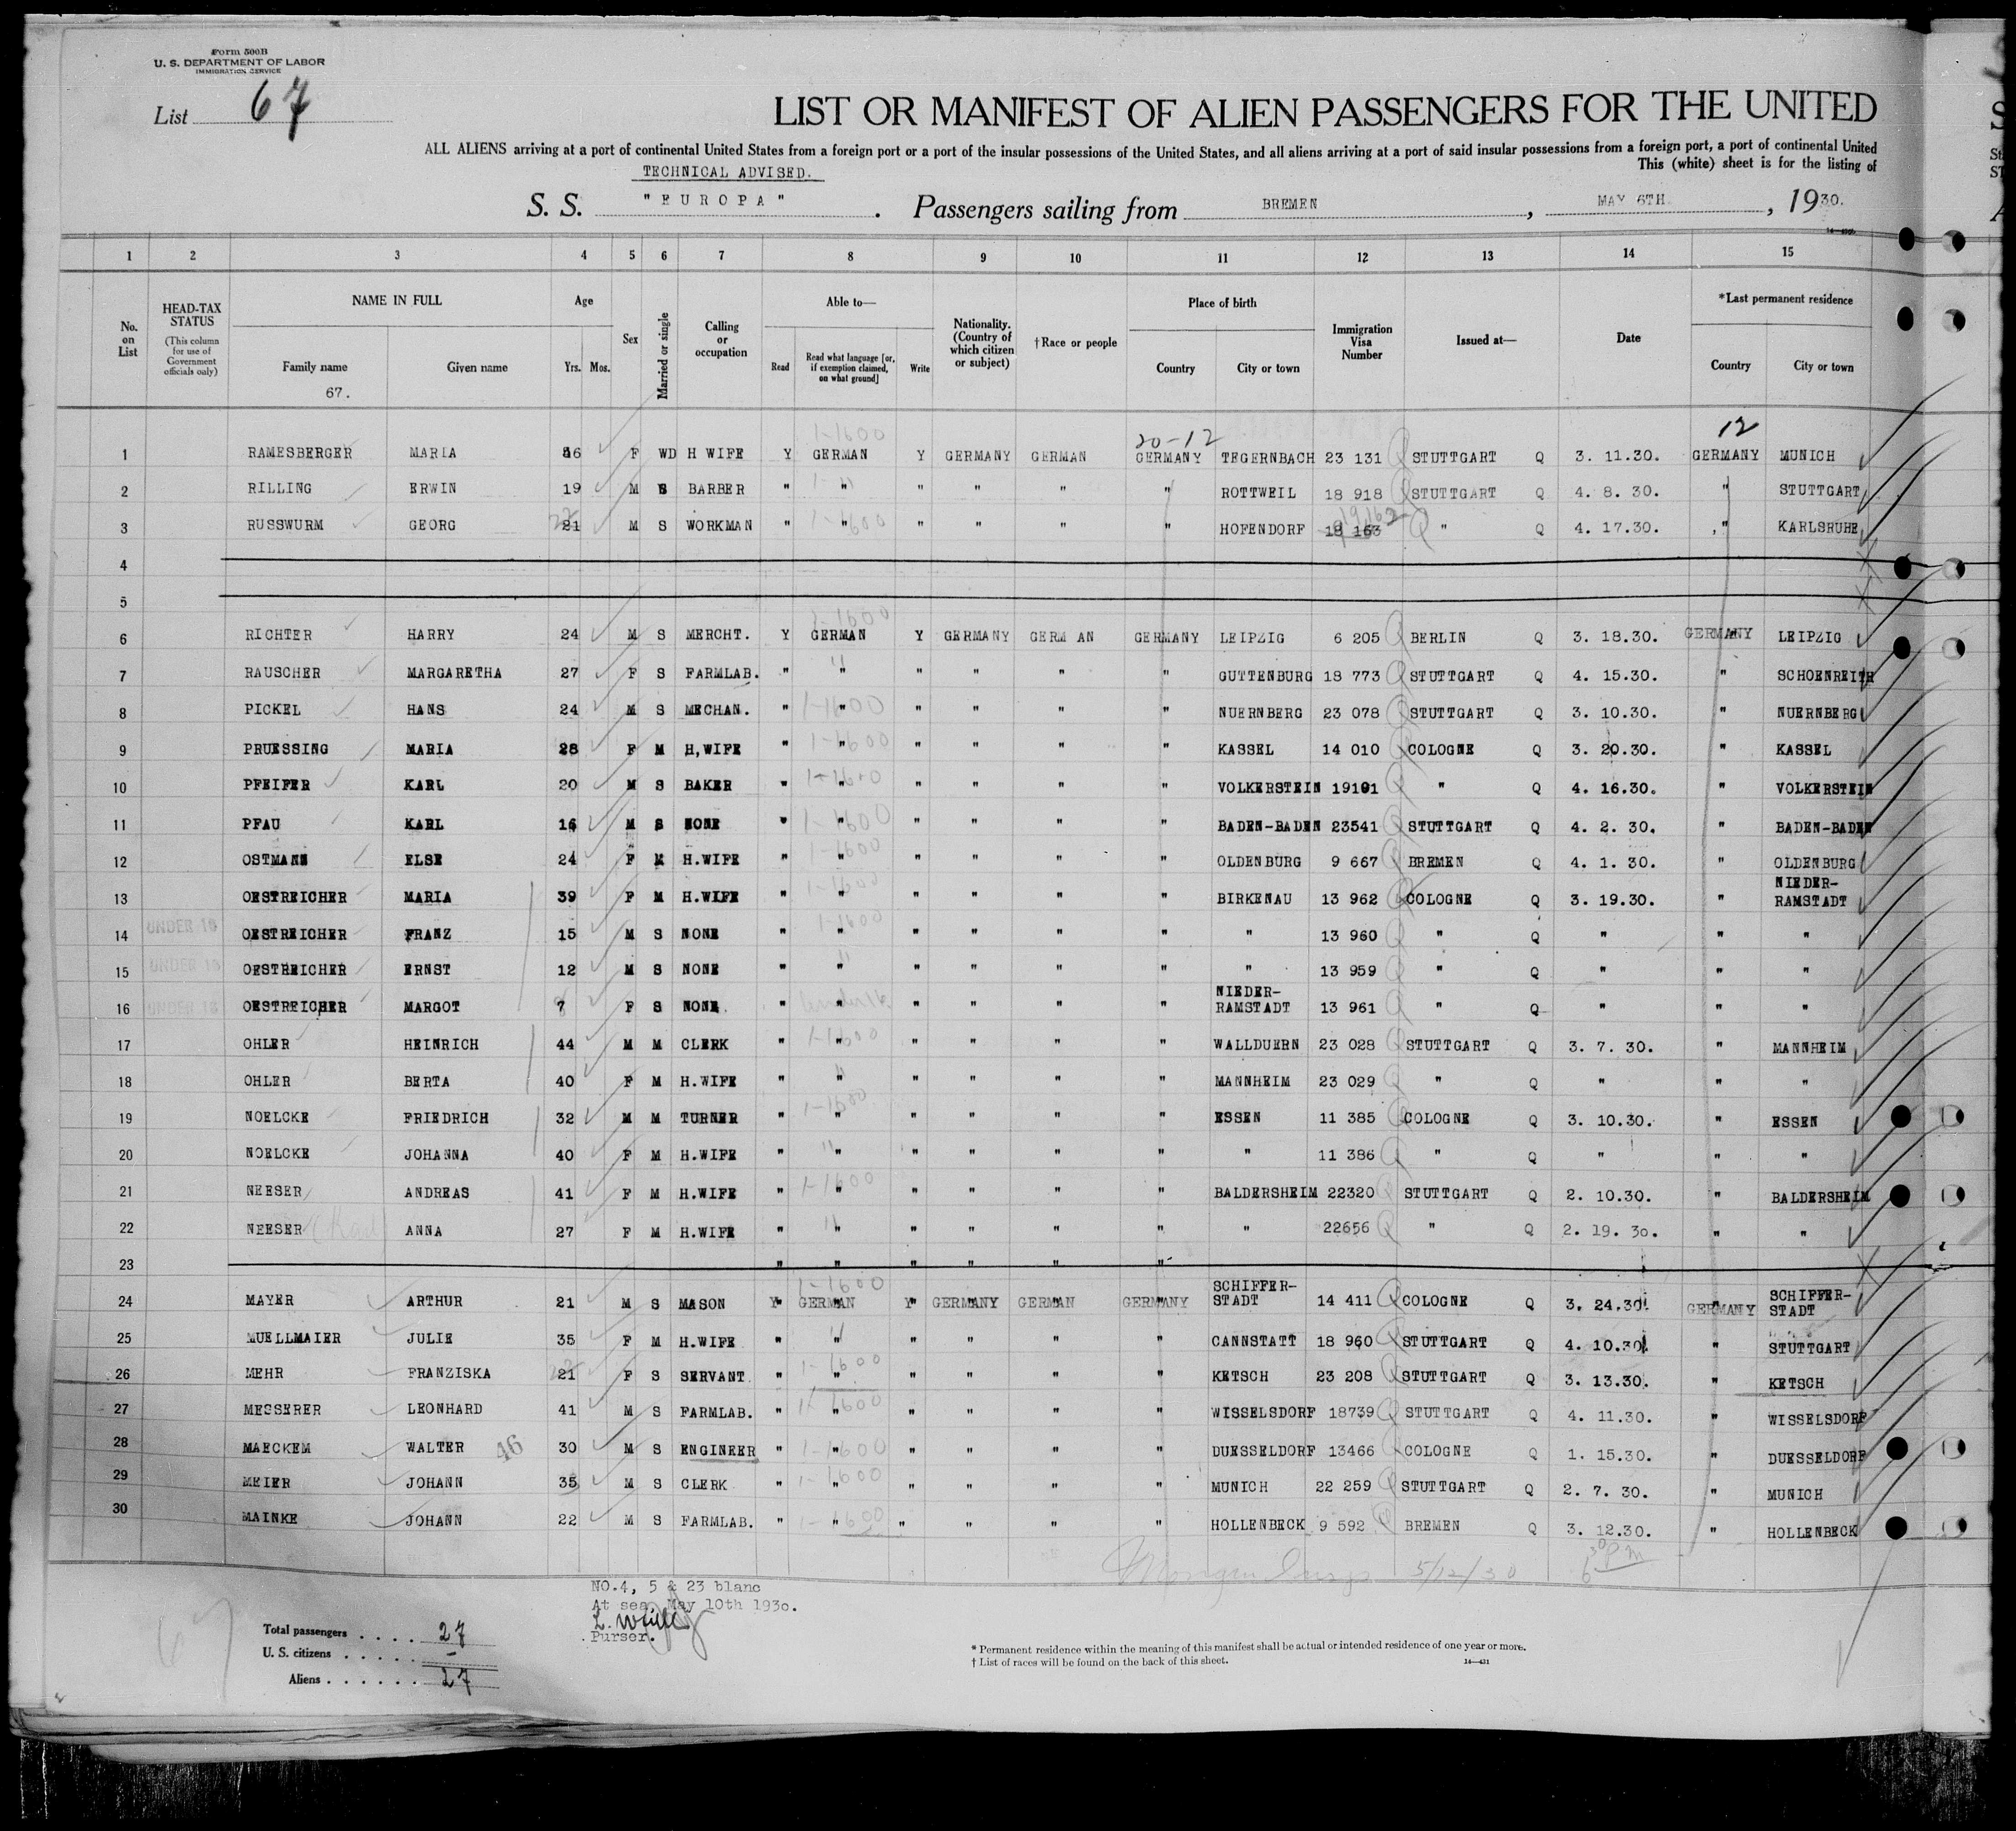 Form 500B
U. S. DEPARTMENT OF LABOR
IMMIGRATION SERVICE
List 67
LIST OR MANIFEST OF ALIEN PASSENGERS FOR THE UNITED
ALL ALIENS arriving at a port of continental United States from a foreign port or a port of the insular possessions of the United States, and all aliens arriving at a port of said insular possessions from a foreign port, a port of continental United
This (white) sheet is for the listing of
TECHNICAL ADVISED.
S. S. " E U R O P A " . Passengers sailing from BREMEN , MAY 6TH , 1930.
1 2 3 4 5 6 7 8 9 10 11 12 13 14 15
No. on List
HEAD-TAX STATUS
(This column for use of Government officials only)
NAME IN FULL
Family name Given name
67.
Age
Yrs. Mos.
Sex
Married or single
Calling or occupation
Able to—
Read
Read what language [or, if exemption claimed, on what ground]
Write
Nationality. (Country of which citizen or subject)
†Race or people
Place of birth
Country City or town
Immigration Visa Number
Issued at—
Date
*Last permanent residence
Country City or town
20-12 12
1 RAMESBERGER MARIA 46 F WD H WIFE Y GERMAN Y GERMANY GERMAN GERMANY TEGERNBACH 23 131 STUTTGART Q 3. 11.30. GERMANY MUNICH
2 RILLING ERWIN 19 M S BARBER " " " " " " ROTTWEIL 18 918 STUTTGART Q 4. 8. 30. " STUTTGART
3 RUSSWURM GEORG 21 M S WORKMAN " " " " " " HOFENDORF 18 163 " Q 4. 17.30. " KARLSRUHE
4
5
6 RICHTER HARRY 24 M S MERCHT. Y GERMAN Y GERMANY GERM AN GERMANY LEIPZIG 6 205 BERLIN Q 3. 18.30. GERMANY LEIPZIG
7 RAUSCHER MARGARETHA 27 F S FARMLAB. " " " " " " GUTTENBURG 18 773 STUTTGART Q 4. 15.30. " SCHOENREITH
8 PICKEL HANS 24 M S MECHAN. " " " " " " NUERNBERG 23 078 STUTTGART Q 3. 10.30. " NUERNBERG
9 PRUESSING MARIA 28 F M H,WIFE " " " " " " KASSEL 14 010 COLOGNE Q 3. 20.30. " KASSEL
10 PFEIFER KARL 20 M S BAKER " " " " " " VOLKERSTEIN 19101 " Q 4. 16.30. " VOLKERSTEIN
11 PFAU KARL 16 M S NONE " " " " " " BADEN-BADEN 23541 STUTTGART Q 4. 2. 30. " BADEN-BADEN
12 OSTMANN ELSE 24 F M H.WIFE " " " " " " OLDENBURG 9 667 BREMEN Q 4. 1. 30. " OLDENBURG
13 OESTREICHER MARIA 39 F M H.WIFE " " " " " " BIRKENAU 13 962 COLOGNE Q 3. 19.30. " NIEDER-RAMSTADT
14 UNDER 16 OESTREICHER FRANZ 15 M S NONE " " " " " " " 13 960 " Q " " "
15 UNDER 16 OESTREICHER ERNST 12 M S NONE " " " " " " " 13 959 " Q " " "
16 UNDER 16 OESTREICHER MARGOT 7 F S NONE " " " " " " NIEDER-RAMSTADT 13 961 " Q " " "
17 OHLER HEINRICH 44 M M CLERK " " " " " " WALLDUERN 23 028 STUTTGART Q 3. 7. 30. " MANNHEIM
18 OHLER BERTA 40 F M H.WIFE " " " " " " MANNHEIM 23 029 " Q " " "
19 NOELCKE FRIEDRICH 32 M M TURNER " " " " " " ESSEN 11 385 COLOGNE Q 3. 10.30. " ESSEN
20 NOELCKE JOHANNA 40 F M H.WIFE " " " " " " " 11 386 " Q " " "
21 NEESER ANDREAS 41 F M H.WIFE " " " " " " BALDERSHEIM 22320 STUTTGART Q 2. 10.30. " BALDERSHEIM
22 NEESER ANNA 27 F M H.WIFE " " " " " " " 22656 " Q 2. 19. 30. " "
23 " " " " " "
24 MAYER ARTHUR 21 M S MASON Y GERMAN Y GERMANY GERMAN GERMANY SCHIFFER-STADT 14 411 COLOGNE Q 3. 24.30. GERMANY SCHIFFER-STADT
25 MUELLMAIER JULIE 35 F M H.WIFE " " " " " " CANNSTATT 18 960 STUTTGART Q 4. 10.30. " STUTTGART
26 MEHR FRANZISKA 21 F S SERVANT " " " " " " KETSCH 23 208 STUTTGART Q 3. 13.30. " KETSCH
27 MESSERER LEONHARD 41 M S FARMLAB. " " " " " " WISSELSDORF 18739 STUTTGART Q 4. 11.30. " WISSELSDORF
28 MAECKEM WALTER 46 30 M S ENGINEER " " " " " " DUESSELDORF 13466 COLOGNE Q 1. 15.30. " DUESSELDORF
29 MEIER JOHANN 35 M S CLERK " " " " " " MUNICH 22 259 STUTTGART Q 2. 7. 30. " MUNICH
30 MAINKE JOHANN 22 M S FARMLAB. " " " " " " HOLLENBECK 9 592 BREMEN Q 3. 12.30. " HOLLENBECK
5/12/30
NO.4, 5 & 23 blanc
At sea, May 10th 1930.
Purser.
Total passengers . . . . 27
U. S. citizens . . . . . –
Aliens . . . . . . 27
* Permanent residence within the meaning of this manifest shall be actual or intended residence of one year or more.
† List of races will be found on the back of this sheet.
14—431